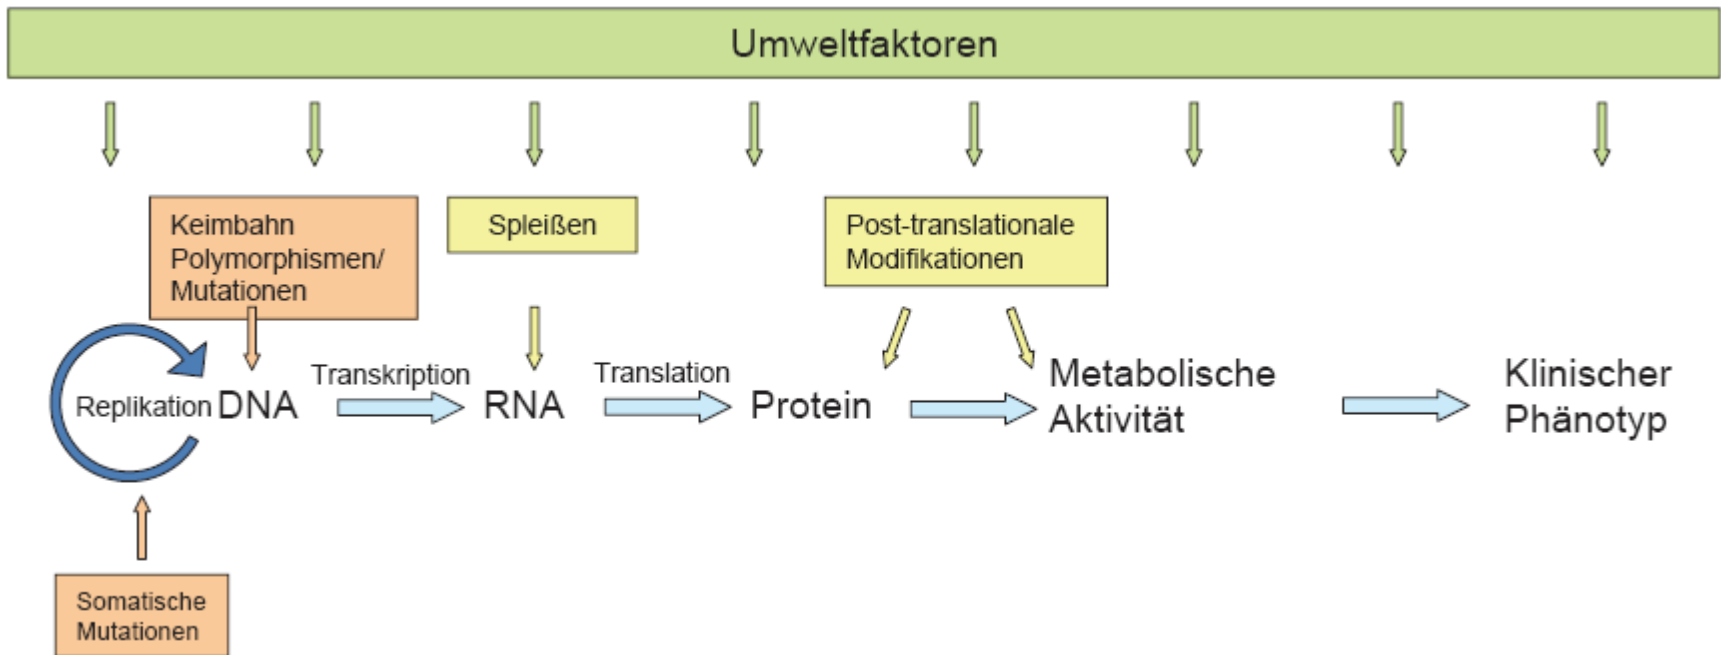 Umweltfaktoren
Keimbahn
Polymorphismen/
Mutationen
Spleißen
Post-translationale
Modifikationen
Replikation
DNA
Transkription
RNA
Translation
Protein
Metabolische
Aktivität
Klinischer
Phänotyp
Somatische
Mutationen